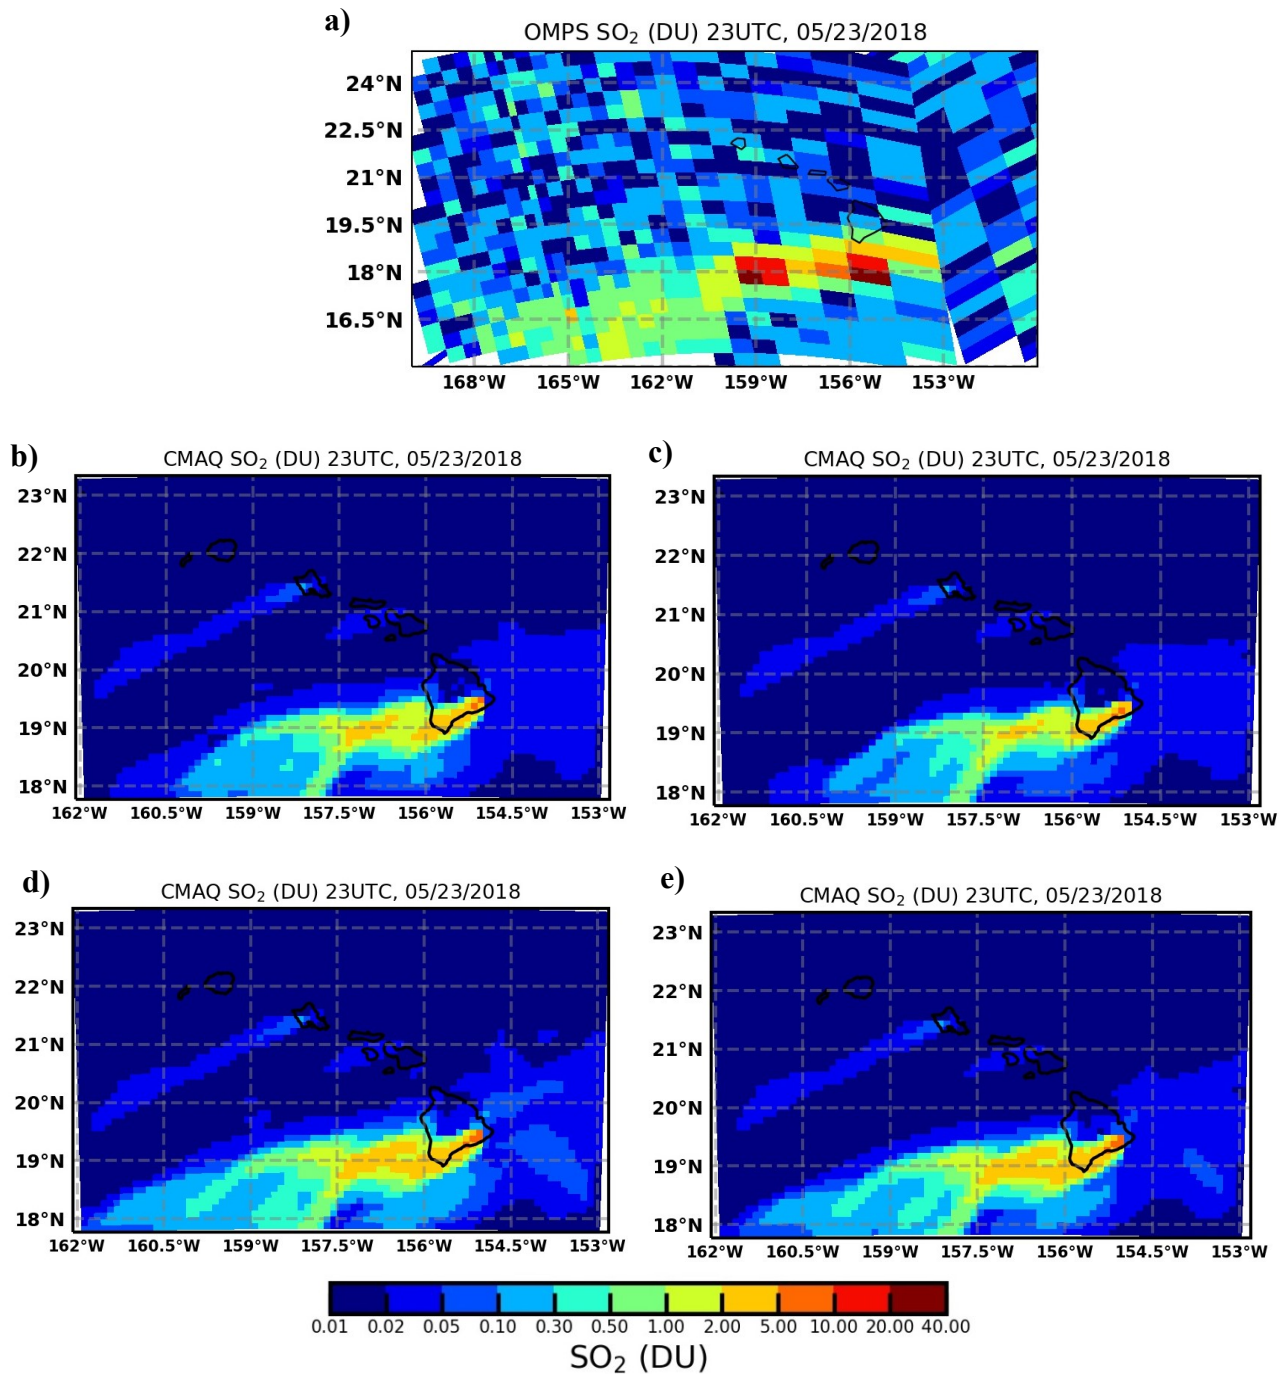 a)
OMPS SO₂ (DU) 23UTC, 05/23/2018
24°N
22.5°N
21°N
19.5°N
18°N
16.5°N
168°W 165°W 162°W 159°W 156°W 153°W
b)
CMAQ SO₂ (DU) 23UTC, 05/23/2018
23°N
22°N
21°N
20°N
19°N
18°N
162°W 160.5°W 159°W 157.5°W 156°W 154.5°W 153°W
c)
CMAQ SO₂ (DU) 23UTC, 05/23/2018
23°N
22°N
21°N
20°N
19°N
18°N
162°W 160.5°W 159°W 157.5°W 156°W 154.5°W 153°W
d)
CMAQ SO₂ (DU) 23UTC, 05/23/2018
23°N
22°N
21°N
20°N
19°N
18°N
162°W 160.5°W 159°W 157.5°W 156°W 154.5°W 153°W
e)
CMAQ SO₂ (DU) 23UTC, 05/23/2018
23°N
22°N
21°N
20°N
19°N
18°N
162°W 160.5°W 159°W 157.5°W 156°W 154.5°W 153°W
0.01 0.02 0.05 0.10 0.30 0.50 1.00 2.00 5.00 10.00 20.00 40.00
SO₂ (DU)